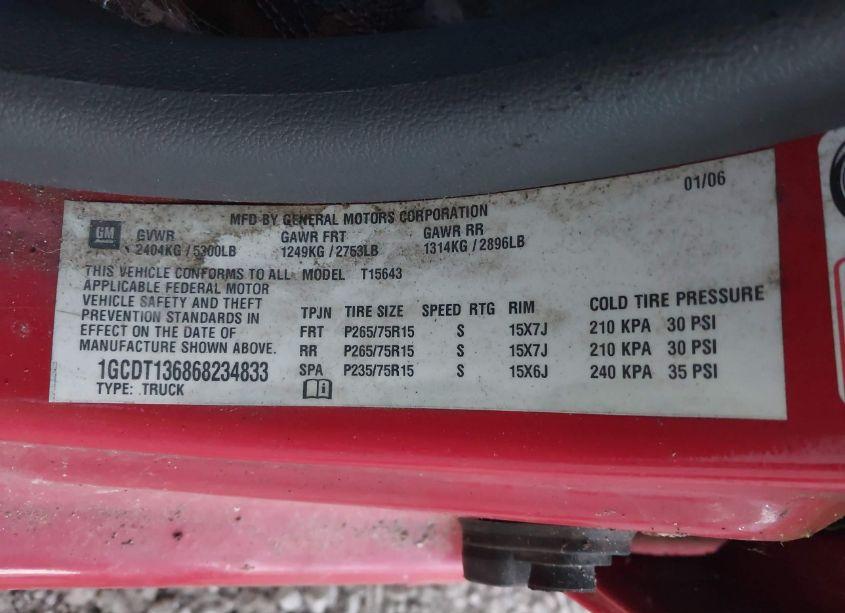 01/06
MFD BY GENERAL MOTORS CORPORATION
GM
GVWR GAWR FRT GAWR RR
2404KG / 5300LB 1249KG / 2753LB 1314KG / 2896LB
THIS VEHICLE CONFORMS TO ALL MODEL T15643
APPLICABLE FEDERAL MOTOR
VEHICLE SAFETY AND THEFT
PREVENTION STANDARDS IN
EFFECT ON THE DATE OF
MANUFACTURE SHOWN ABOVE.
1GCDT136868234833
TYPE: TRUCK
TPJN TIRE SIZE SPEED RTG RIM COLD TIRE PRESSURE
FRT P265/75R15 S 15X7J 210 KPA 30 PSI
RR P265/75R15 S 15X7J 210 KPA 30 PSI
SPA P235/75R15 S 15X6J 240 KPA 35 PSI